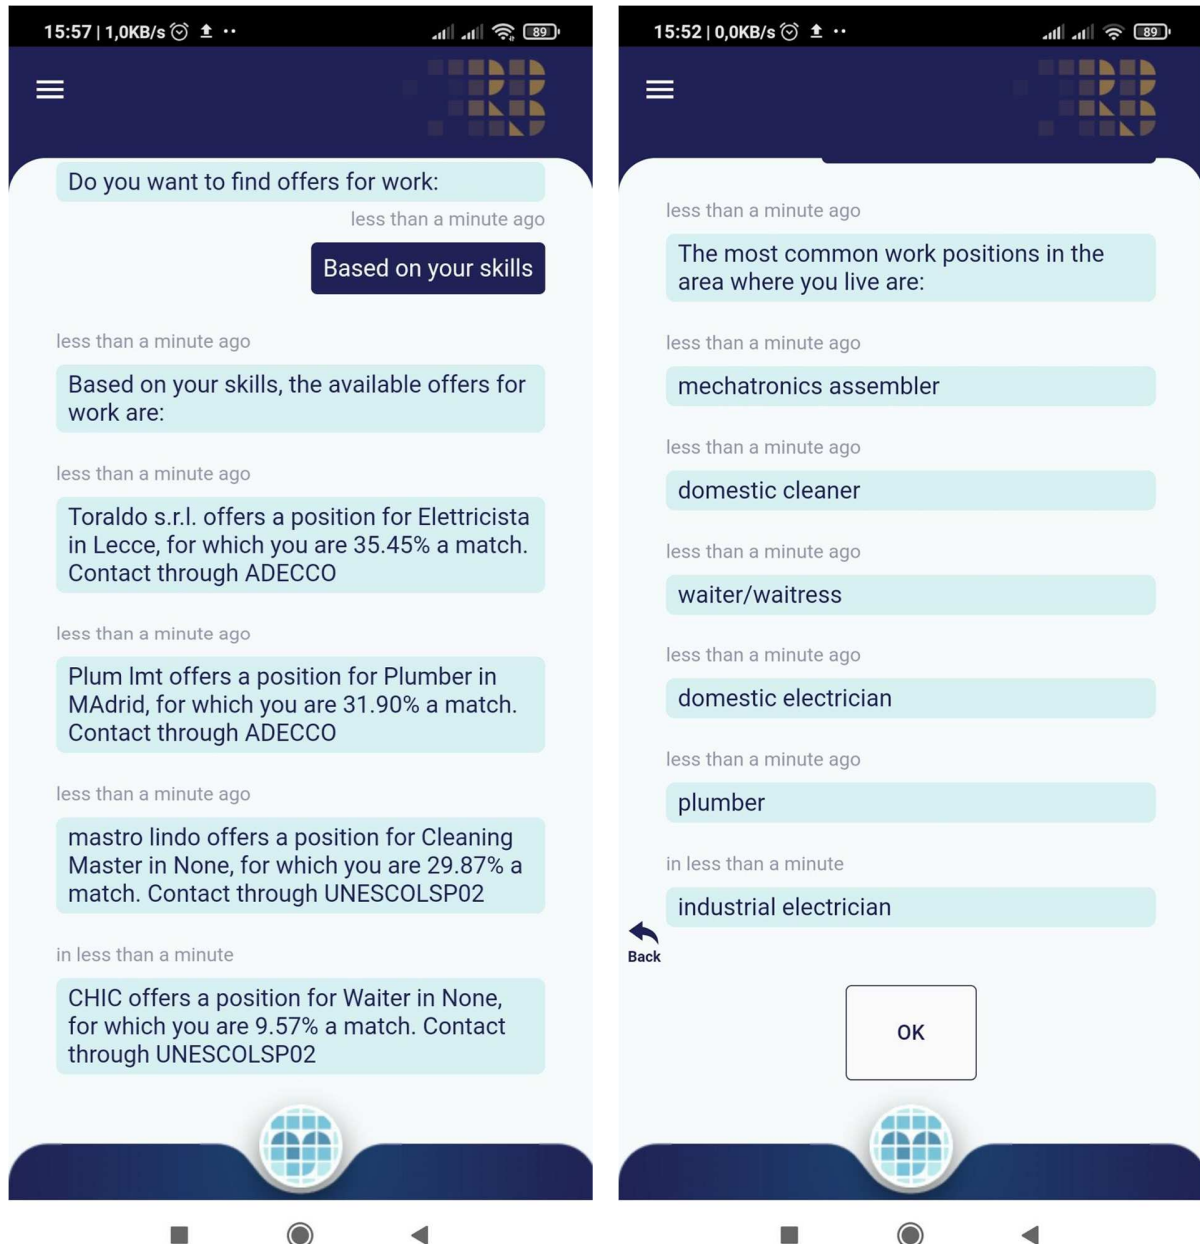 15:57 | 1,0KB/s
89
Do you want to find offers for work:
less than a minute ago
Based on your skills
less than a minute ago
Based on your skills, the available offers for
work are:
less than a minute ago
Toraldo s.r.l. offers a position for Elettricista
in Lecce, for which you are 35.45% a match.
Contact through ADECCO
less than a minute ago
Plum lmt offers a position for Plumber in
MAdrid, for which you are 31.90% a match.
Contact through ADECCO
less than a minute ago
mastro lindo offers a position for Cleaning
Master in None, for which you are 29.87% a
match. Contact through UNESCOLSP02
in less than a minute
CHIC offers a position for Waiter in None,
for which you are 9.57% a match. Contact
through UNESCOLSP02
15:52 | 0,0KB/s
89
less than a minute ago
The most common work positions in the
area where you live are:
less than a minute ago
mechatronics assembler
less than a minute ago
domestic cleaner
less than a minute ago
waiter/waitress
less than a minute ago
domestic electrician
less than a minute ago
plumber
in less than a minute
industrial electrician
Back
OK